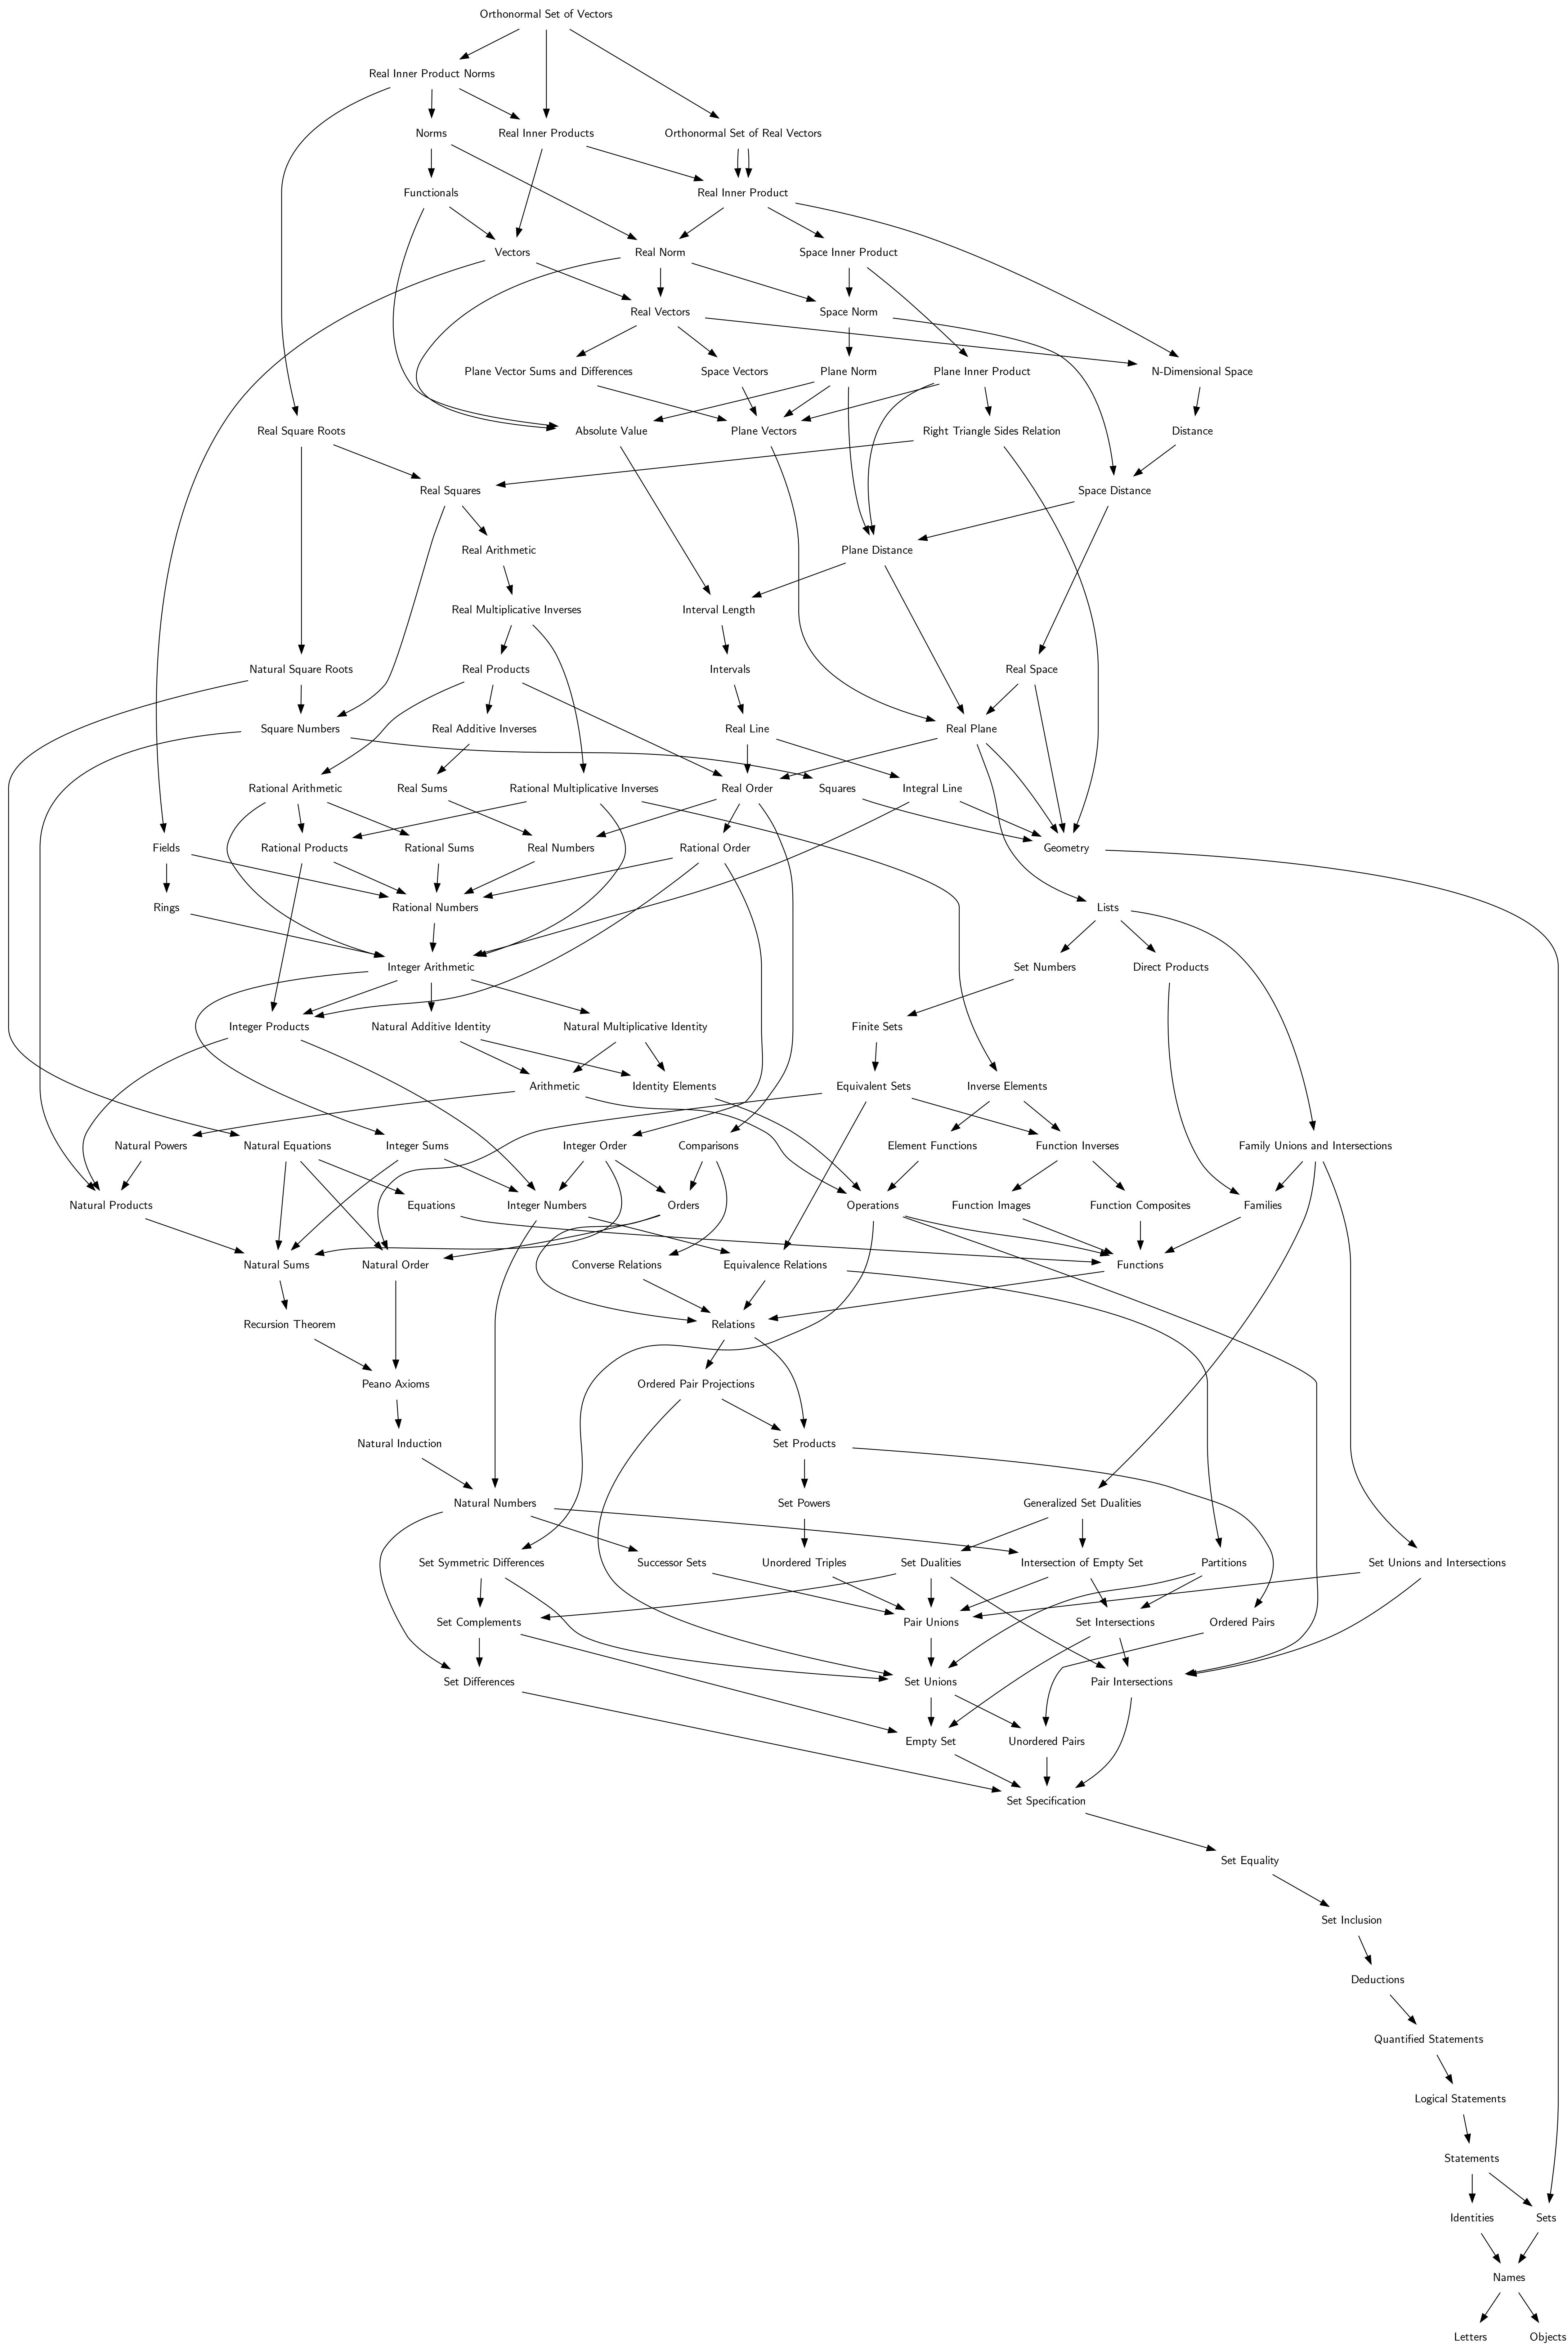 Orthonormal Set of Vectors
Real Inner Product Norms
Norms
Real Inner Products
Orthonormal Set of Real Vectors
Functionals
Real Inner Product
Vectors
Real Norm
Space Inner Product
Real Vectors
Space Norm
Plane Vector Sums and Differences
Space Vectors
Plane Norm
Plane Inner Product
N-Dimensional Space
Real Square Roots
Absolute Value
Plane Vectors
Right Triangle Sides Relation
Distance
Real Squares
Space Distance
Real Arithmetic
Plane Distance
Real Multiplicative Inverses
Interval Length
Natural Square Roots
Real Products
Intervals
Real Space
Square Numbers
Real Additive Inverses
Real Line
Real Plane
Rational Arithmetic
Real Sums
Rational Multiplicative Inverses
Real Order
Squares
Integral Line
Fields
Rational Products
Rational Sums
Real Numbers
Rational Order
Geometry
Rings
Rational Numbers
Lists
Integer Arithmetic
Set Numbers
Direct Products
Integer Products
Natural Additive Identity
Natural Multiplicative Identity
Finite Sets
Arithmetic
Identity Elements
Equivalent Sets
Inverse Elements
Natural Powers
Natural Equations
Integer Sums
Integer Order
Comparisons
Element Functions
Function Inverses
Family Unions and Intersections
Natural Products
Equations
Integer Numbers
Orders
Operations
Function Images
Function Composites
Families
Natural Sums
Natural Order
Converse Relations
Equivalence Relations
Functions
Recursion Theorem
Relations
Peano Axioms
Ordered Pair Projections
Natural Induction
Set Products
Natural Numbers
Set Powers
Generalized Set Dualities
Set Symmetric Differences
Successor Sets
Unordered Triples
Set Dualities
Intersection of Empty Set
Partitions
Set Unions and Intersections
Set Complements
Pair Unions
Set Intersections
Ordered Pairs
Set Differences
Set Unions
Pair Intersections
Empty Set
Unordered Pairs
Set Specification
Set Equality
Set Inclusion
Deductions
Quantified Statements
Logical Statements
Statements
Identities
Sets
Names
Letters
Objects